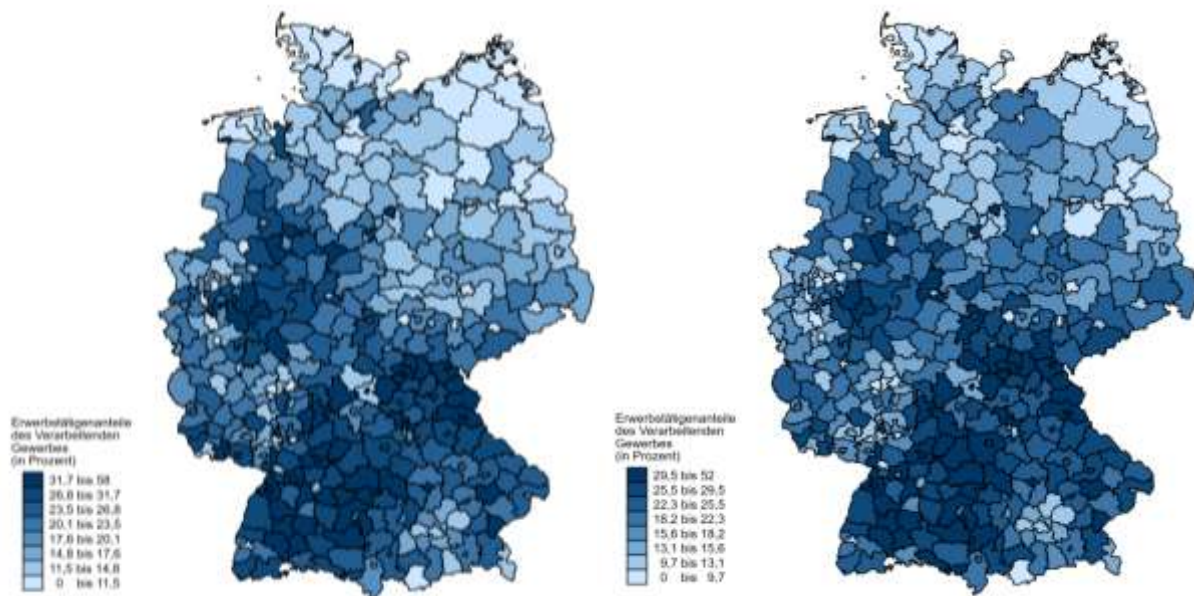 Erwerbstätigenanteile
des Verarbeitenden
Gewerbes
(in Prozent)
31,7 bis 58
26,8 bis 31,7
23,5 bis 26,8
20,1 bis 23,5
17,6 bis 20,1
14,8 bis 17,6
11,5 bis 14,8
0 bis 11,5
Erwerbstätigenanteile
des Verarbeitenden
Gewerbes
(in Prozent)
29,5 bis 52
25,5 bis 29,5
22,3 bis 25,5
18,2 bis 22,3
15,6 bis 18,2
13,1 bis 15,6
9,7 bis 13,1
0 bis 9,7